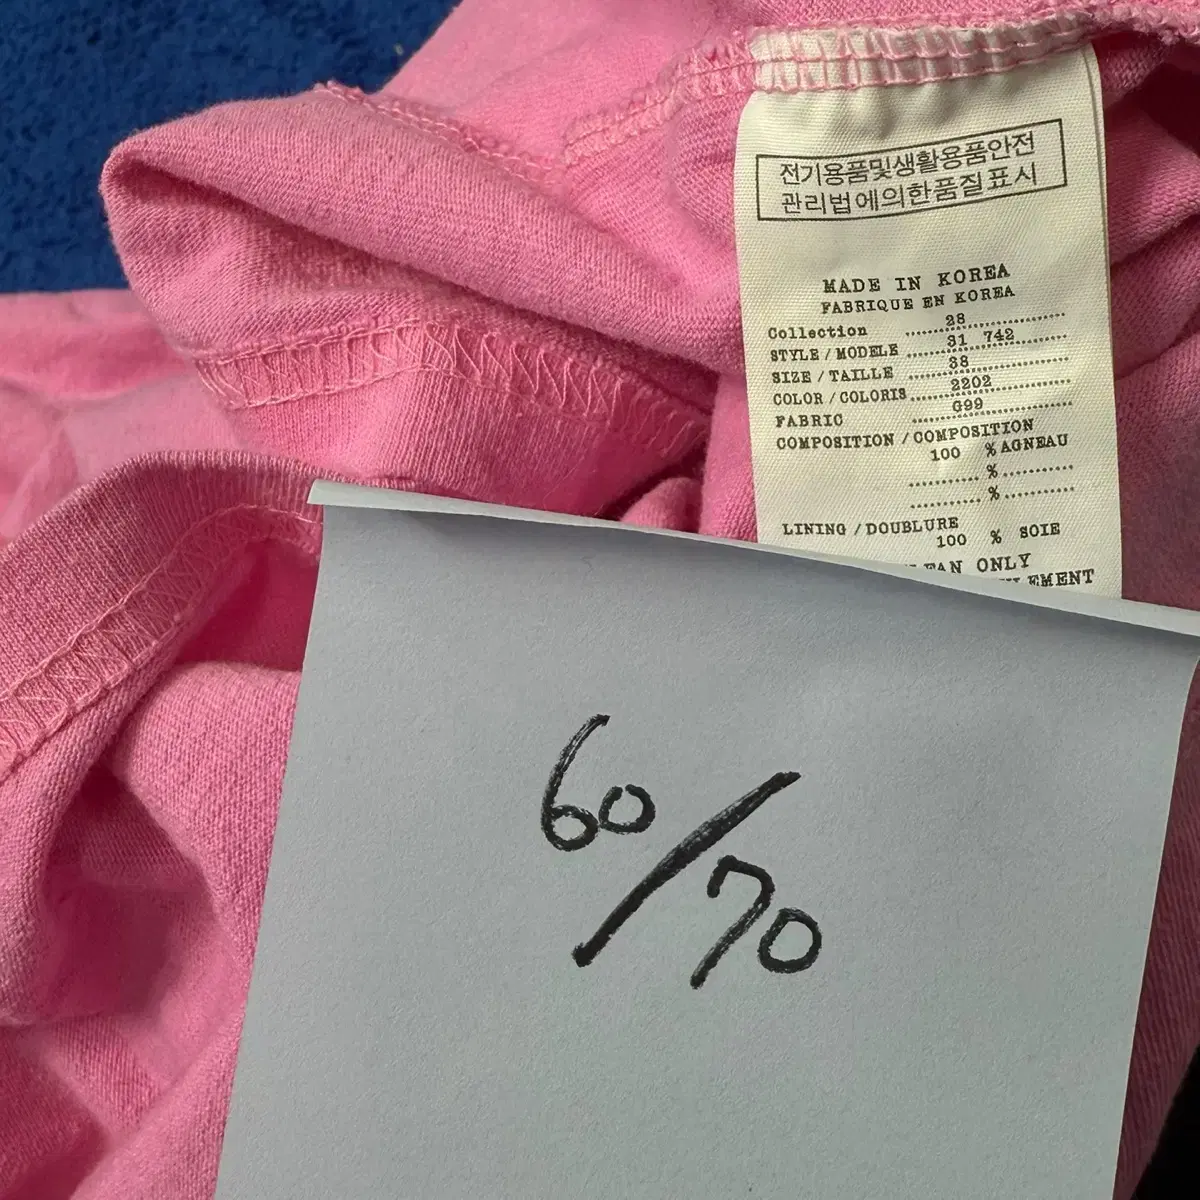 전기용품및생활용품안전
관리법에의한품질표시
MADE IN KOREA
FABRIQUE EN KOREA
Collection 28
STYLE / MODELE 31 742
SIZE / TAILLE 38
COLOR / COLORIS 2202
FABRIC G99
COMPOSITION / COMPOSITION
100 % AGNEAU
%
%
LINING / DOUBLURE
100 % SOIE
ONLY
60/70